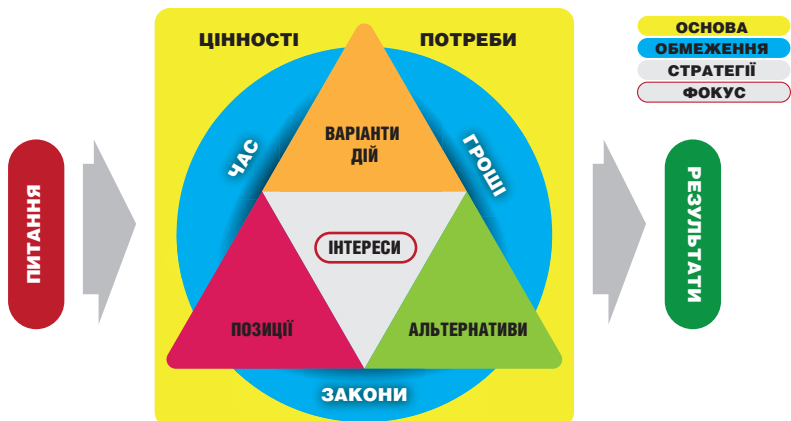 ЦІННОСТІ
ПОТРЕБИ
ОСНОВА
ОБМЕЖЕННЯ
СТРАТЕГІЇ
ФОКУС
ПИТАННЯ
ЧАС
ВАРІАНТИ
ДІЙ
ГРОШІ
ІНТЕРЕСИ
ПОЗИЦІЇ
АЛЬТЕРНАТИВИ
ЗАКОНИ
РЕЗУЛЬТАТИ